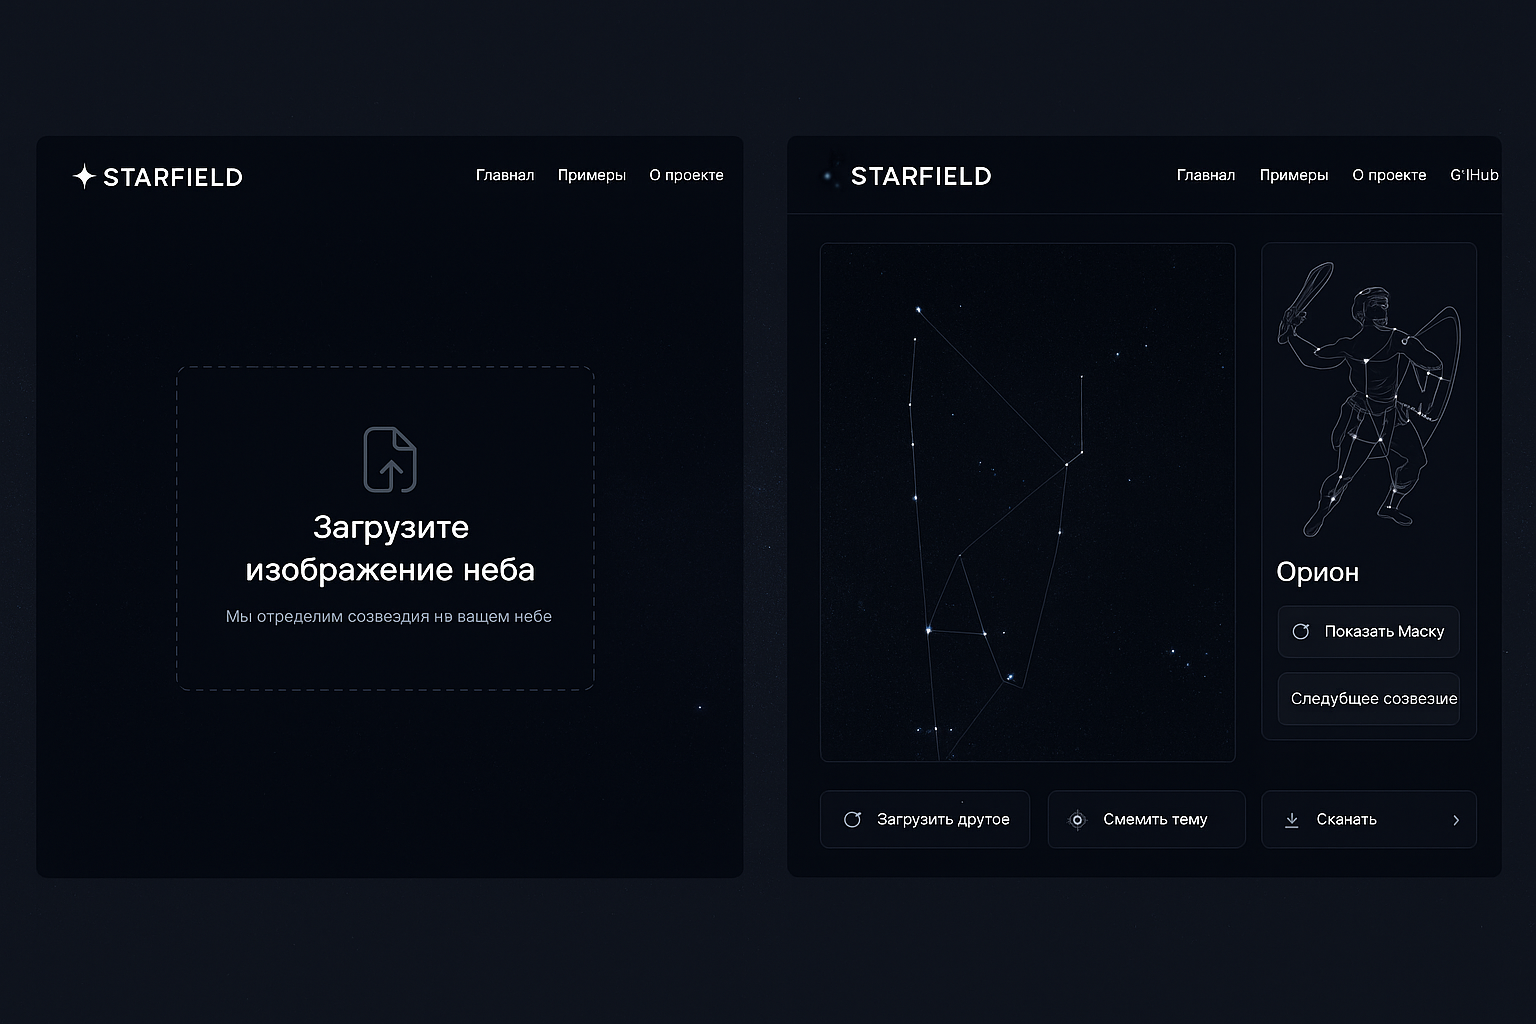 STARFIELD
Главнал Примеры О проекте
Загрузите
изображение неба
Мы отределим созвездия нв ващем небе
STARFIELD
Главнал Примеры О проекте G'lHub
Орион
Показать Маску
Следубщее созвезие
Загрузить друтое
Смемить тему
Сканать